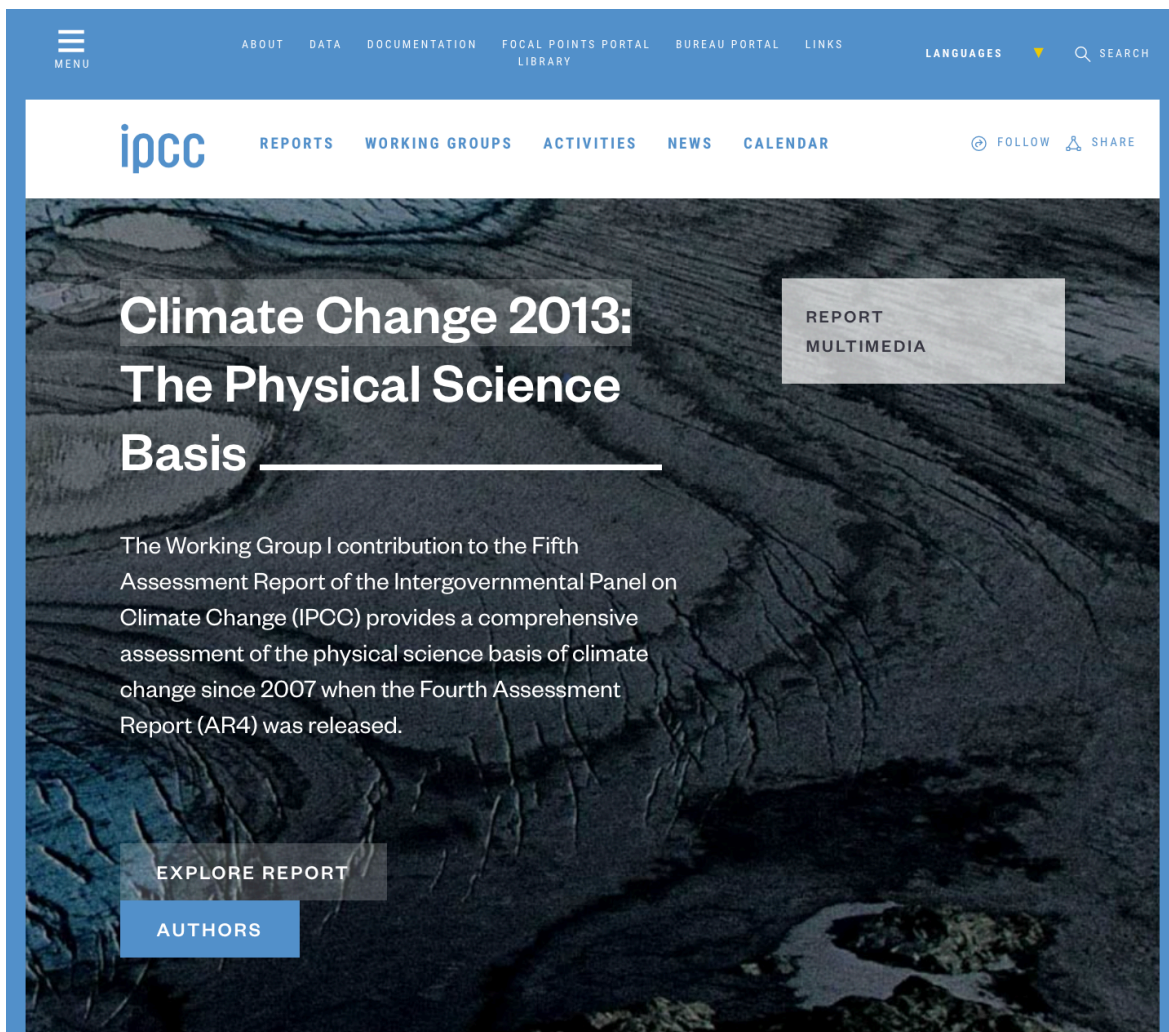 MENU
ABOUT DATA DOCUMENTATION FOCAL POINTS PORTAL BUREAU PORTAL LINKS
LIBRARY
LANGUAGES
SEARCH
ipcc
REPORTS WORKING GROUPS ACTIVITIES NEWS CALENDAR
FOLLOW SHARE
Climate Change 2013:
The Physical Science
Basis
REPORT
MULTIMEDIA
The Working Group I contribution to the Fifth
Assessment Report of the Intergovernmental Panel on
Climate Change (IPCC) provides a comprehensive
assessment of the physical science basis of climate
change since 2007 when the Fourth Assessment
Report (AR4) was released.
EXPLORE REPORT
AUTHORS